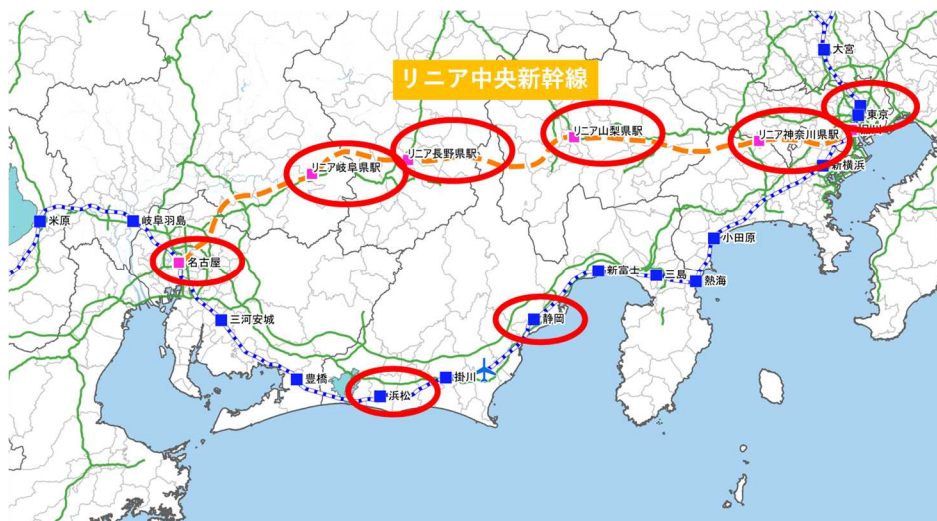 リニア中央新幹線
大宮
東京
リニア神奈川県駅
リニア山梨県駅
リニア長野県駅
リニア岐阜県駅
新横浜
米原
岐阜羽島
小田原
名古屋
新富士
三島
熱海
三河安城
静岡
豊橋
浜松
掛川